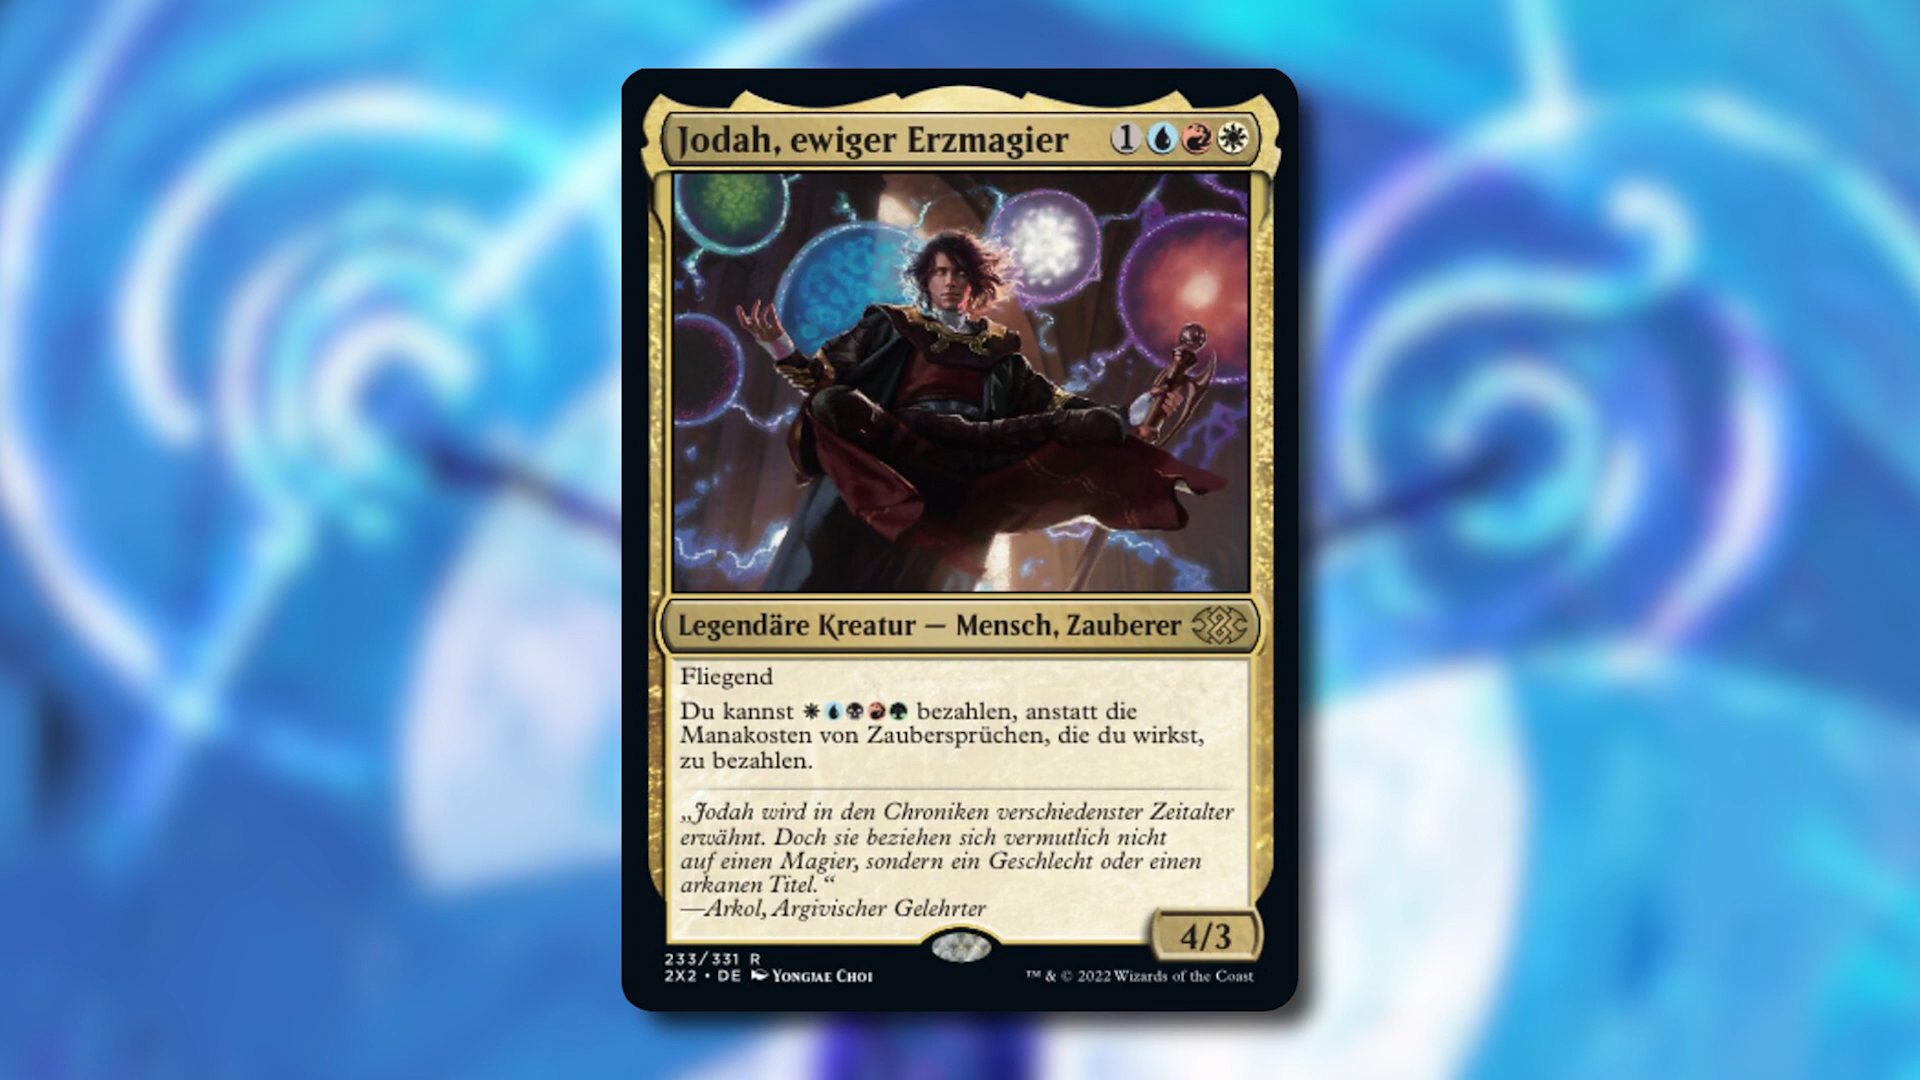 Jodah, ewiger Erzmagier 1
Legendäre Kreatur — Mensch, Zauberer
Fliegend
Du kannst bezahlen, anstatt die
Manakosten von Zaubersprüchen, die du wirkst,
zu bezahlen.
„Jodah wird in den Chroniken verschiedenster Zeitalter
erwähnt. Doch sie beziehen sich vermutlich nicht
auf einen Magier, sondern ein Geschlecht oder einen
arkanen Titel.“
—Arkol, Argivischer Gelehrter
4/3
233/331 R
2X2 • DE Yongjae Choi
™ & © 2022 Wizards of the Coast